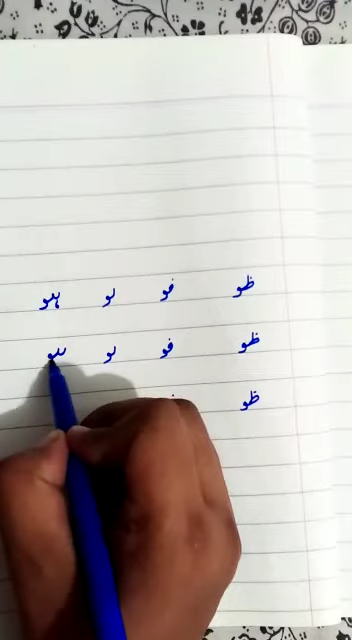 ظو فو لو ہو
ظو فو لو
ظو